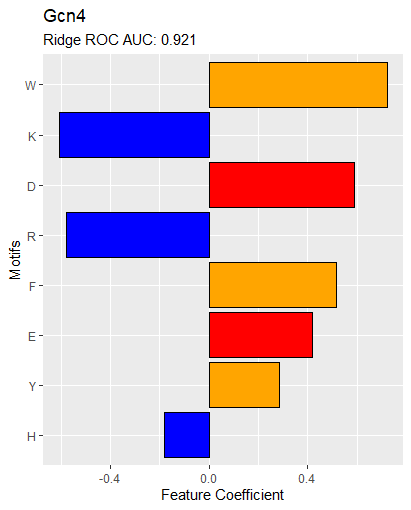 Gcn4
Ridge ROC AUC: 0.921
W
K
D
R
F
E
Y
H
Motifs
-0.4
0.0
0.4
Feature Coefficient